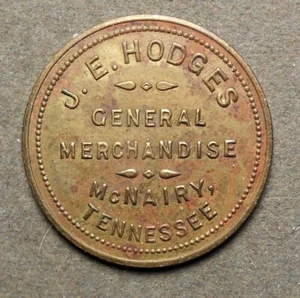 J. E. HODGES
GENERAL
MERCHANDISE
McNAIRY,
TENNESSEE